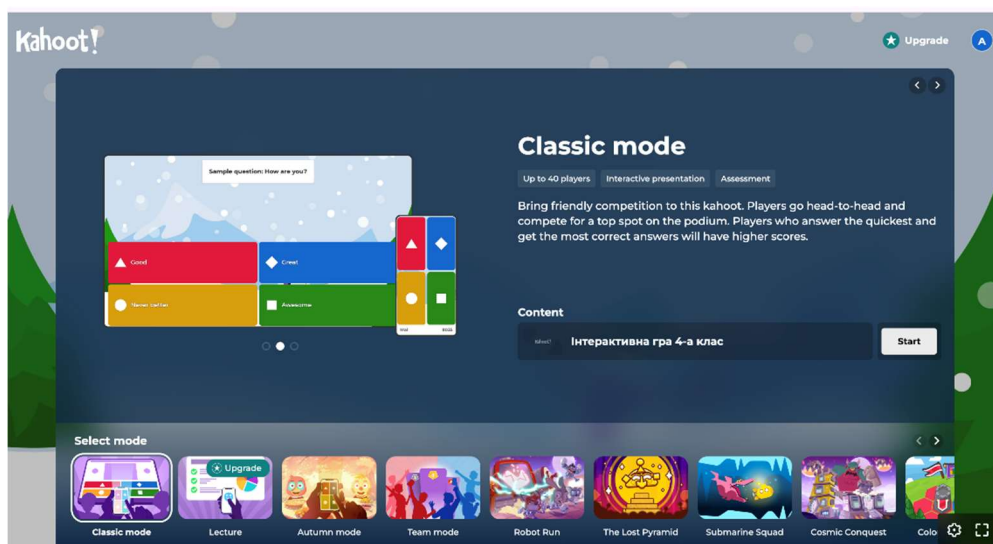 Kahoot!
Upgrade
A
Classic mode
Sample question: How are you?
Up to 40 players
Interactive presentation
Assessment
Bring friendly competition to this kahoot. Players go head-to-head and
compete for a top spot on the podium. Players who answer the quickest and
get the most correct answers will have higher scores.
Good
Great
Never better
Awesome
Content
Інтерактивна гра 4-а клас
Start
Select mode
Upgrade
Classic mode
Lecture
Autumn mode
Team mode
Robot Run
The Lost Pyramid
Submarine Squad
Cosmic Conquest
Colo